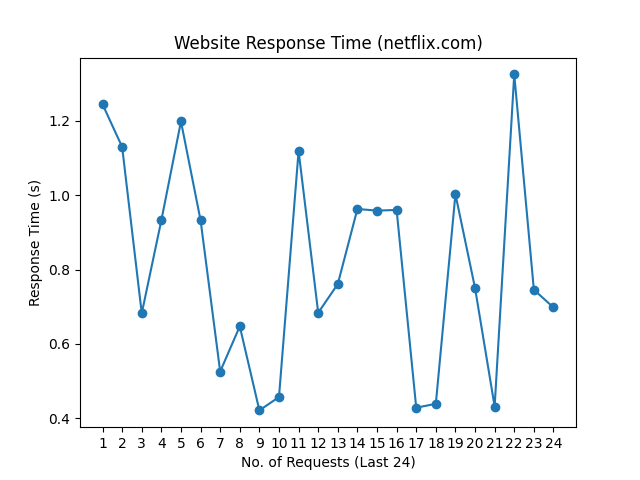 Website Response Time (netflix.com)
Response Time (s)
1.2
1.0
0.8
0.6
0.4
1 2 3 4 5 6 7 8 9 10 11 12 13 14 15 16 17 18 19 20 21 22 23 24
No. of Requests (Last 24)